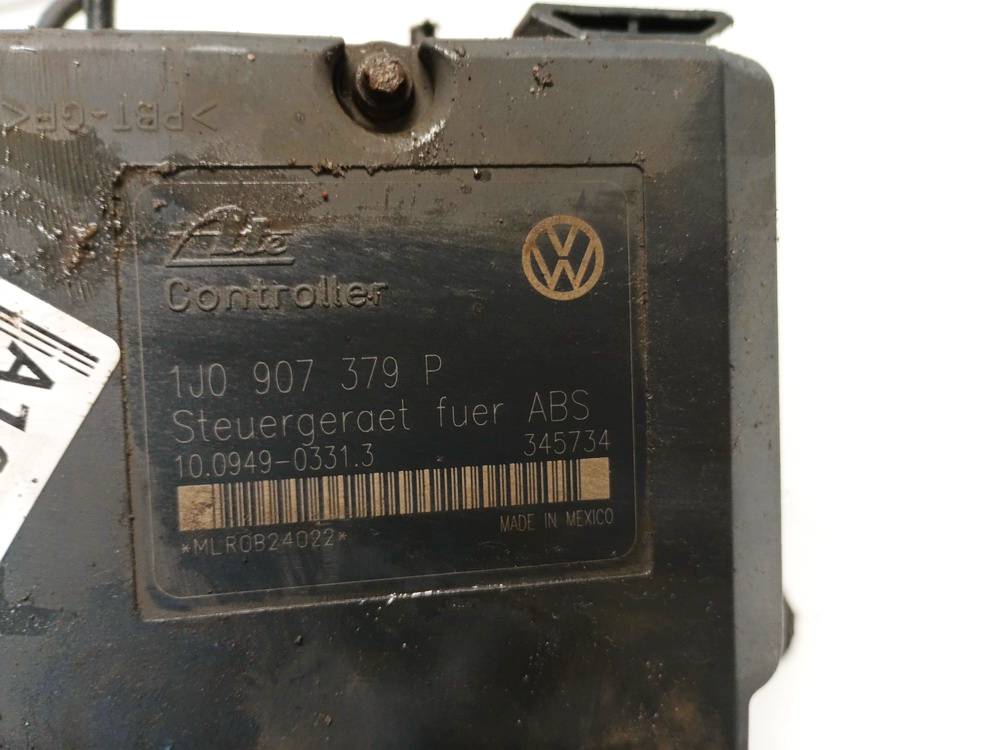 >PBT-GF<
Ate
Controller
1J0 907 379 P
Steuergeraet fuer ABS
10.0949-0331.3 345734
*MLR0B24022*
MADE IN MEXICO